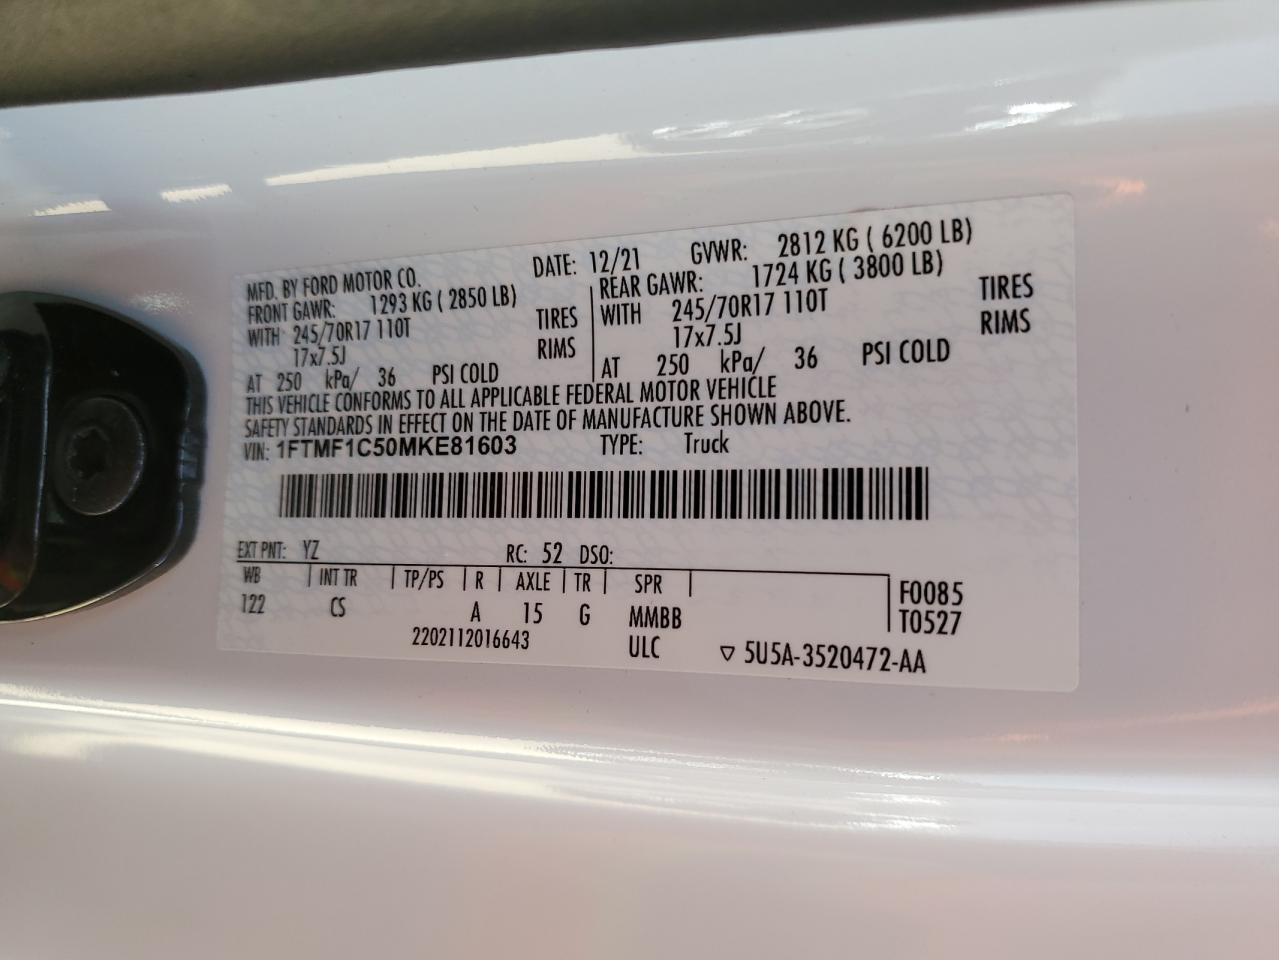 MFD. BY FORD MOTOR CO. DATE: 12/21 GVWR: 2812 KG ( 6200 LB)
FRONT GAWR: 1293 KG ( 2850 LB)
WITH 245/70R17 110T TIRES
17x7.5J RIMS
AT 250 kPa/ 36 PSI COLD
REAR GAWR: 1724 KG ( 3800 LB)
WITH 245/70R17 110T TIRES
17x7.5J RIMS
AT 250 kPa/ 36 PSI COLD
THIS VEHICLE CONFORMS TO ALL APPLICABLE FEDERAL MOTOR VEHICLE
SAFETY STANDARDS IN EFFECT ON THE DATE OF MANUFACTURE SHOWN ABOVE.
VIN: 1FTMF1C50MKE81603 TYPE: Truck
EXT PNT: YZ RC: 52 DSO:
WB INT TR TP/PS R AXLE TR SPR
122 CS A 15 G MMBB
F0085
T0527
2202112016643 ULC ▽ 5U5A-3520472-AA